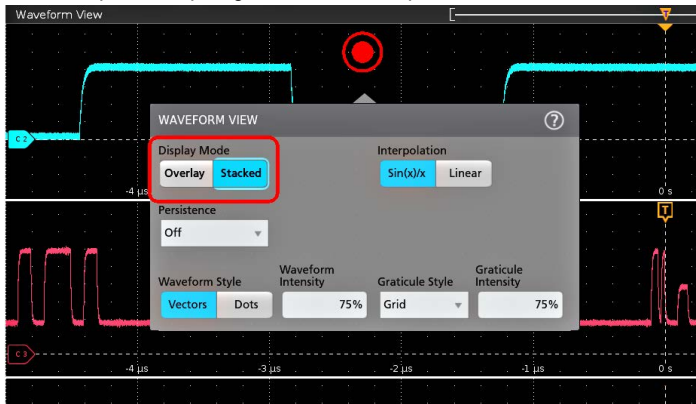 Waveform View
T
C 2
WAVEFORM VIEW ?
Display Mode Interpolation
Overlay Stacked Sin(x)/x Linear
-4 µs 0 s
T
Persistence
Off
Waveform Style Waveform Intensity Graticule Style Graticule Intensity
Vectors Dots 75% Grid 75%
C 3
-4 µs -3 µs -2 µs -1 µs 0 s